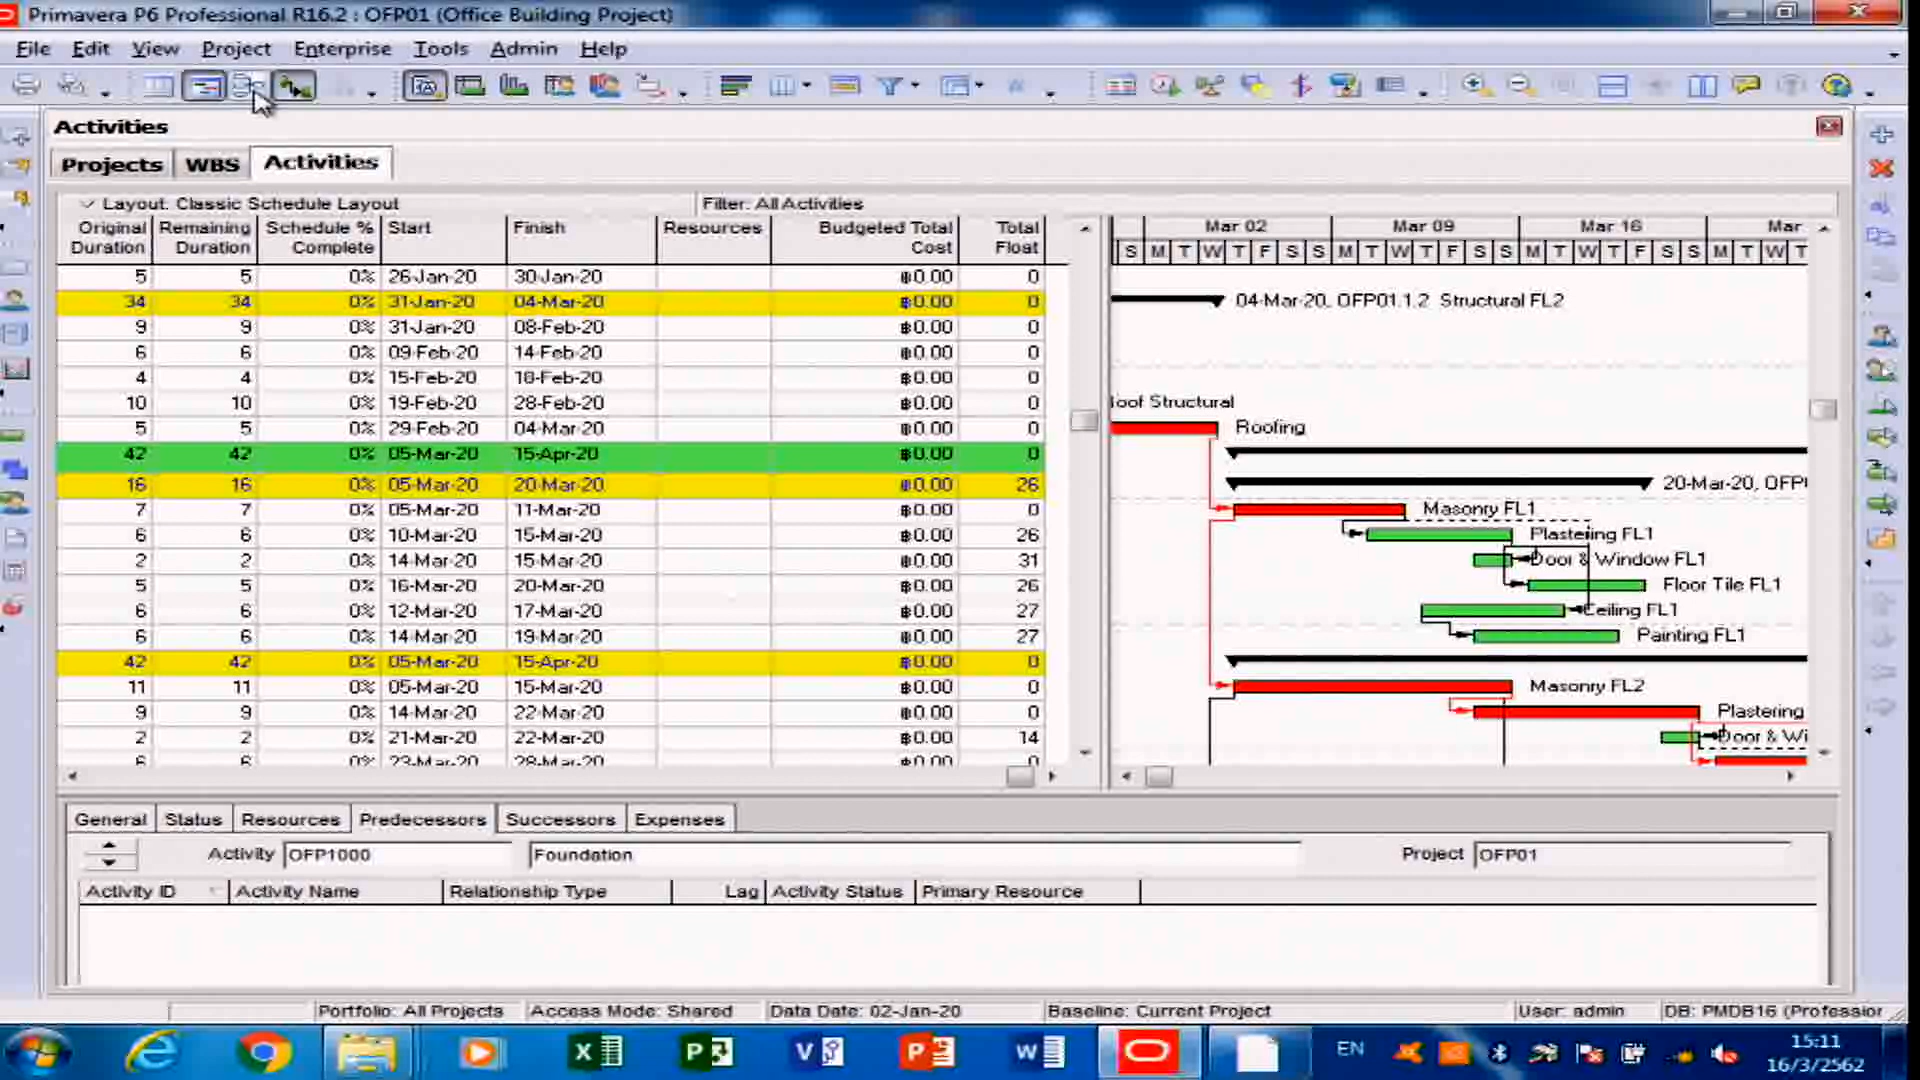 Primavera P6 Professional R16.2 : OFP01 (Office Building Project)
File Edit View Project Enterprise Tools Admin Help
Activities
Projects WBS Activities
Layout: Classic Schedule Layout Filter: All Activities
Original Duration Remaining Duration Schedule % Complete Start Finish Resources Budgeted Total Cost Total Float
Mar 02 Mar 09 Mar 16 Mar
S M T W T F S S M T W T F S S M T W T F S S M T W T
5 5 0% 26-Jan-20 30-Jan-20 ฿0.00 0
34 34 0% 31-Jan-20 04-Mar-20 ฿0.00 0
9 9 0% 31-Jan-20 08-Feb-20 ฿0.00 0
6 6 0% 09-Feb-20 14-Feb-20 ฿0.00 0
4 4 0% 15-Feb-20 18-Feb-20 ฿0.00 0
10 10 0% 19-Feb-20 28-Feb-20 ฿0.00 0
5 5 0% 29-Feb-20 04-Mar-20 ฿0.00 0
42 42 0% 05-Mar-20 15-Apr-20 ฿0.00 0
16 16 0% 05-Mar-20 20-Mar-20 ฿0.00 26
7 7 0% 05-Mar-20 11-Mar-20 ฿0.00 0
6 6 0% 10-Mar-20 15-Mar-20 ฿0.00 26
2 2 0% 14-Mar-20 15-Mar-20 ฿0.00 31
5 5 0% 16-Mar-20 20-Mar-20 ฿0.00 26
6 6 0% 12-Mar-20 17-Mar-20 ฿0.00 27
6 6 0% 14-Mar-20 19-Mar-20 ฿0.00 27
42 42 0% 05-Mar-20 15-Apr-20 ฿0.00 0
11 11 0% 05-Mar-20 15-Mar-20 ฿0.00 0
9 9 0% 14-Mar-20 22-Mar-20 ฿0.00 0
2 2 0% 21-Mar-20 22-Mar-20 ฿0.00 14
6 6 0% 23-Mar-20 28-Mar-20 ฿0.00 0
04-Mar-20, OFP01.1.2 Structural FL2
oof Structural
Roofing
20-Mar-20, OFP
Masonry FL1
Plastering FL1
Door & Window FL1
Floor Tile FL1
Ceiling FL1
Painting FL1
Masonry FL2
Plastering
Door & Wi
General Status Resources Predecessors Successors Expenses
Activity OFP1000 Foundation Project OFP01
Activity ID Activity Name Relationship Type Lag Activity Status Primary Resource
Portfolio: All Projects Access Mode: Shared Data Date: 02-Jan-20 Baseline: Current Project User: admin DB: PMDB16 (Professior
EN 15:11
16/3/2562